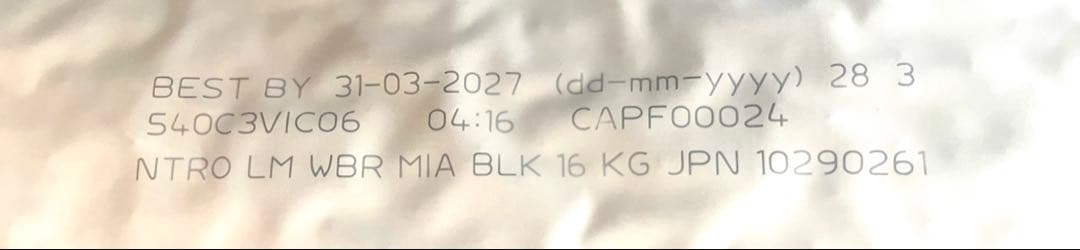 BEST BY 31-03-2027 (dd-mm-yyyy) 28 3
540C3VIC06 04:16 CAPF00024
NTRO LM WBR MIA BLK 16 KG JPN 10290261